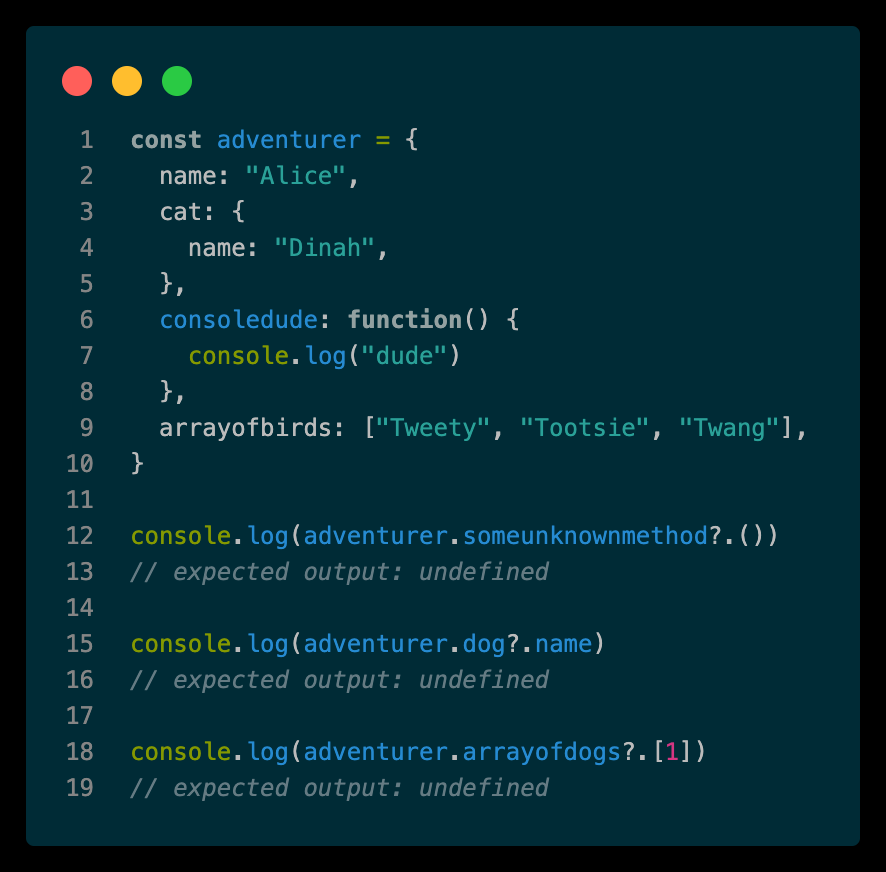 1 const adventurer = {
2   name: "Alice",
3   cat: {
4     name: "Dinah",
5   },
6   consoledude: function() {
7     console.log("dude")
8   },
9   arrayofbirds: ["Tweety", "Tootsie", "Twang"],
10 }
11
12 console.log(adventurer.someunknownmethod?.())
13 // expected output: undefined
14
15 console.log(adventurer.dog?.name)
16 // expected output: undefined
17
18 console.log(adventurer.arrayofdogs?.[1])
19 // expected output: undefined